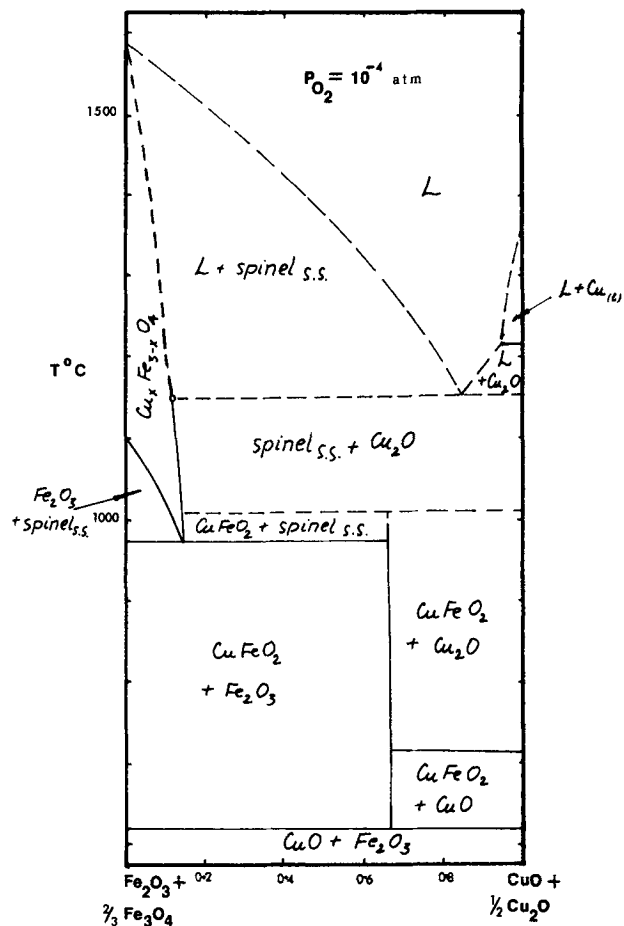 P_O2 = 10^-4 atm
1500
L
L + spinel s.s.
L + Cu(l)
Cu_x Fe_3-x O_4
T°C
L
+ Cu2O
spinel s.s. + Cu2O
Fe2O3
+ spinel s.s.
1000
CuFeO2 + spinel s.s.
CuFeO2
+ Cu2O
CuFeO2
+ Fe2O3
CuFeO2
+ CuO
CuO + Fe2O3
Fe2O3 +
2/3 Fe3O4
0·2
0·4
0·6
0·8
CuO +
1/2 Cu2O